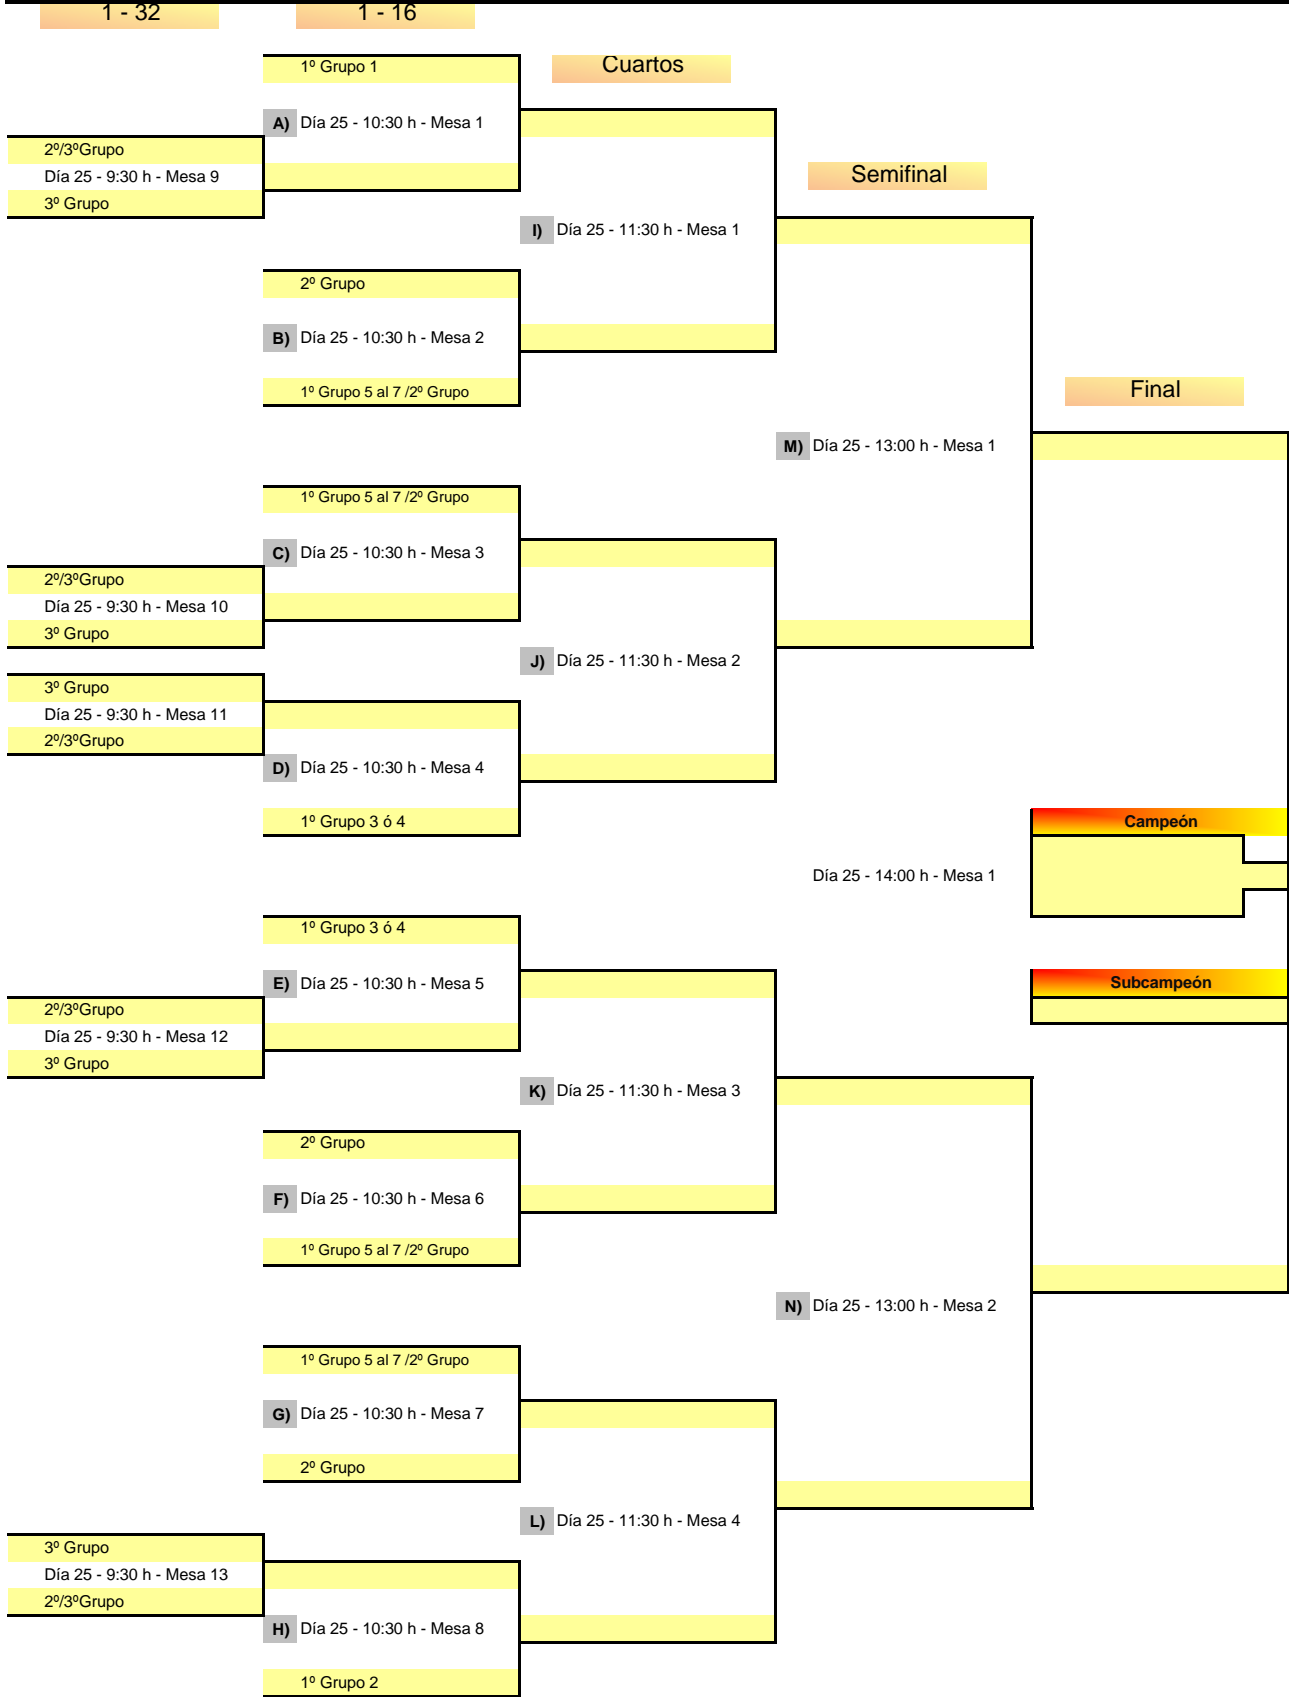 1 - 32
1 - 16
1º Grupo 1
Cuartos
A) Día 25 - 10:30 h - Mesa 1
2º/3ºGrupo
Día 25 - 9:30 h - Mesa 9
Semifinal
3º Grupo
I) Día 25 - 11:30 h - Mesa 1
2º Grupo
B) Día 25 - 10:30 h - Mesa 2
1º Grupo 5 al 7 /2º Grupo
Final
M) Día 25 - 13:00 h - Mesa 1
1º Grupo 5 al 7 /2º Grupo
C) Día 25 - 10:30 h - Mesa 3
2º/3ºGrupo
Día 25 - 9:30 h - Mesa 10
3º Grupo
J) Día 25 - 11:30 h - Mesa 2
3º Grupo
Día 25 - 9:30 h - Mesa 11
2º/3ºGrupo
D) Día 25 - 10:30 h - Mesa 4
1º Grupo 3 ó 4
Campeón
Día 25 - 14:00 h - Mesa 1
1º Grupo 3 ó 4
E) Día 25 - 10:30 h - Mesa 5
Subcampeón
2º/3ºGrupo
Día 25 - 9:30 h - Mesa 12
3º Grupo
K) Día 25 - 11:30 h - Mesa 3
2º Grupo
F) Día 25 - 10:30 h - Mesa 6
1º Grupo 5 al 7 /2º Grupo
N) Día 25 - 13:00 h - Mesa 2
1º Grupo 5 al 7 /2º Grupo
G) Día 25 - 10:30 h - Mesa 7
2º Grupo
L) Día 25 - 11:30 h - Mesa 4
3º Grupo
Día 25 - 9:30 h - Mesa 13
2º/3ºGrupo
H) Día 25 - 10:30 h - Mesa 8
1º Grupo 2